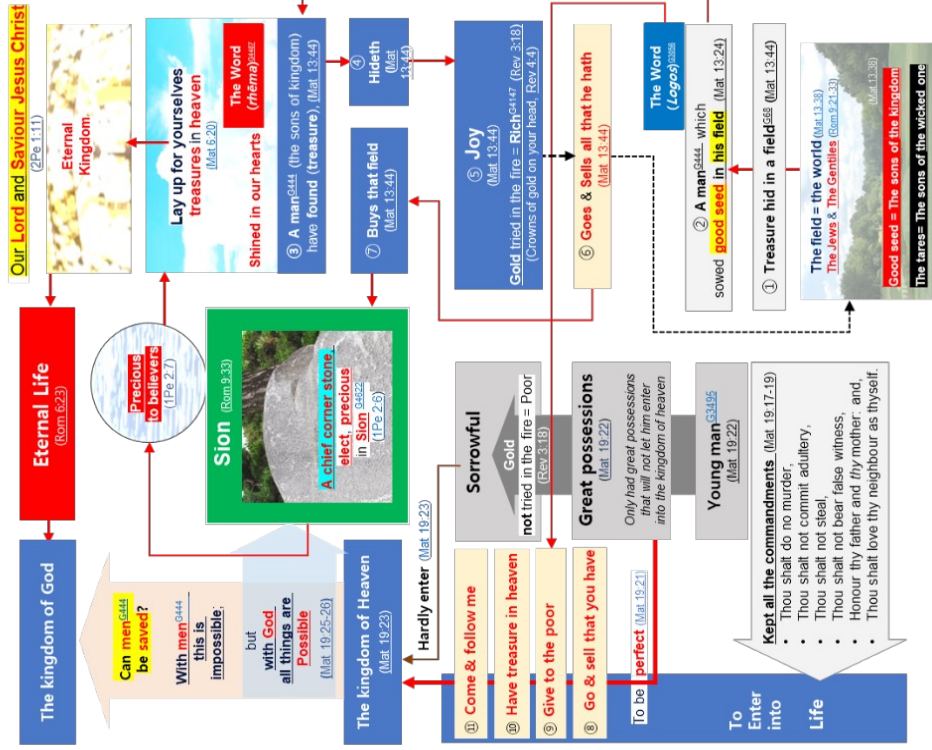 Our Lord and Saviour Jesus Christ
(2Pe 1:11)
Eternal
Kingdom.
Lay up for yourselves
treasures in heaven
(Mat 6.20)
The Word
(rhēma)G4487
Shined in our hearts
③ A manG444 (the sons of kingdom)
have found (treasure), (Mat 13:44)
④
Hideth
(Mat
13:44)
⑤ Joy
(Mat 13:44)
Gold tried in the fire = RichG4147 (Rev 3:18)
(Crowns of gold on your head, Rev 4:4)
⑥ Goes & Sells all that he hath
(Mat 13:44)
⑦ Buys that field
(Mat 13:44)
The Word
(Logos)G3056
② A manG444 which
sowed good seed in his field (Mat 13:24)
① Treasure hid in a fieldG68 (Mat 13:44)
The field = the world (Mat 13.38)
The Jews & The Gentiles (Rom 9:21-33)
(Mat 13:38)
Good seed = The sons of the kingdom
The tares= The sons of the wicked one
Eternal Life
(Rom 6:23)
Precious
to believers
(1Pe 2.7)
Sion (Rom 9.33)
A chief corner stone,
elect, precious
in Sion G4622
(1Pe 2:6)
Sorrowful
Gold
not tried in the fire = Poor
(Rev 3:18)
Great possessions
(Mat 19:22)
Only had great possessions
that will not let him enter
into the kingdom of heaven
Young manG3495
(Mat 19:22)
Kept all the commandments (Mat 19:17-19)
• Thou shalt do no murder,
• Thou shalt not commit adultery,
• Thou shalt not steal,
• Thou shalt not bear false witness,
• Honour thy father and thy mother: and,
• Thou shalt love thy neighbour as thyself.
The kingdom of God
Can menG444
be saved?
With menG444
this is
impossible;
but
with God
all things are
Possible
(Mat 19:25-26)
The kingdom of Heaven
(Mat 19:23)
Hardly enter (Mat 19:23)
⑪ Come & follow me
⑩ Have treasure in heaven
⑨ Give to the poor
⑧ Go & sell that you have
To be perfect (Mat 19.21)
To
Enter
into
Life